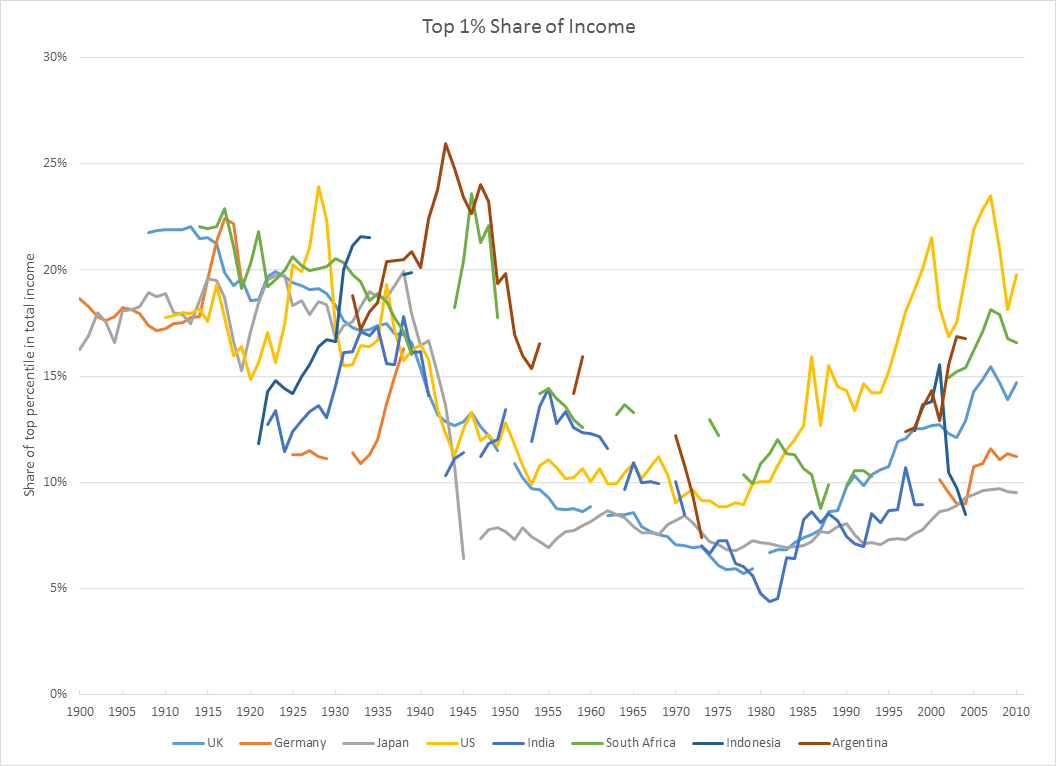 Top 1% Share of Income
30%
25%
20%
15%
10%
5%
0%
Share of top percentile in total income
1900 1905 1910 1915 1920 1925 1930 1935 1940 1945 1950 1955 1960 1965 1970 1975 1980 1985 1990 1995 2000 2005 2010
UK Germany Japan US India South Africa Indonesia Argentina